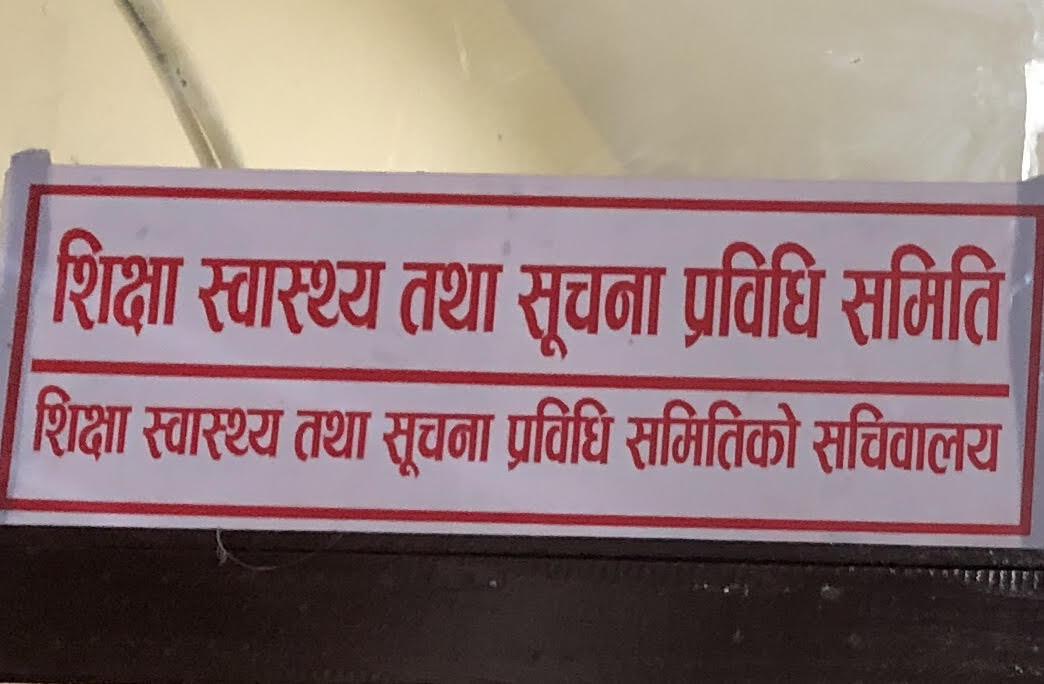 शिक्षा स्वास्थ्य तथा सूचना प्रविधि समिति
शिक्षा स्वास्थ्य तथा सूचना प्रविधि समितिको सचिवालय